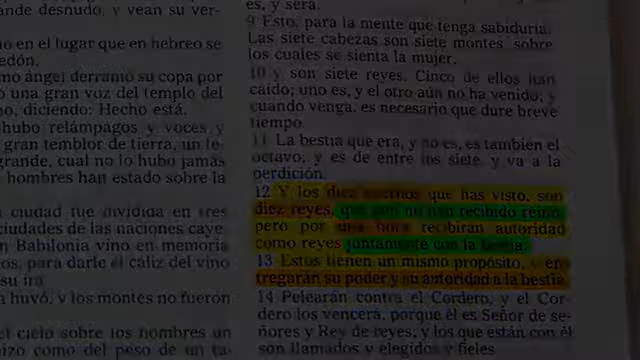 ande desnudo, y vean su ver-
o en el lugar que en hebreo se
edón.
mo ángel derramó su copa por
ó una gran voz del templo del
o, diciendo: Hecho está.
hubo relámpagos y voces y
gran temblor de tierra, un te-
grande, cual no lo hubo jamás
hombres han estado sobre la
ciudad fue dividida en tres
ciudades de las naciones caye
Babilonia vino en memoria
os, para darle el cáliz del vino
su ira
a huyó, y los montes no fueron
el cielo sobre los hombres un
izo como del peso de un ta-
es, y será.
9 Esto, para la mente que tenga sabiduría.
Las siete cabezas son siete montes sobre
los cuales se sienta la mujer.
10 y son siete reyes. Cinco de ellos han
caído; uno es, y el otro aún no ha venido; y
cuando venga, es necesario que dure breve
tiempo
11 La bestia que era, y no es, es también el
octavo; y es de entre los siete y va a la
perdición.
12 Y los diez cuernos que has visto, son
diez reyes, que aún no han recibido reino,
pero por una hora recibirán autoridad
como reyes juntamente con la bestia.
13 Estos tienen un mismo propósito, y en-
tregarán su poder y su autoridad a la bestia.
14 Pelearán contra el Cordero, y el Cor-
dero los vencerá, porque él es Señor de se-
ñores y Rey de reyes; y los que están con él
son llamados y elegidos y fieles